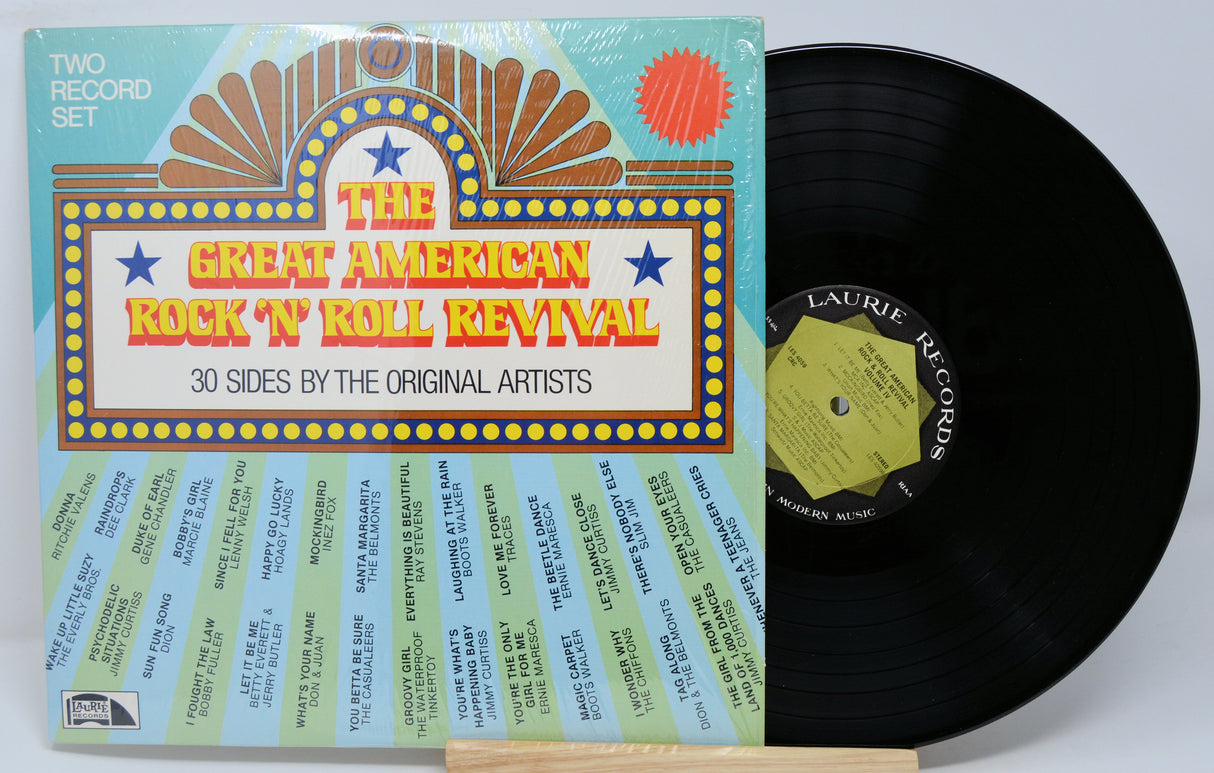 TWO
RECORD
SET
THE
GREAT AMERICAN
ROCK 'N' ROLL REVIVAL
30 SIDES BY THE ORIGINAL ARTISTS
DONNA
RITCHIE VALENS
RAINDROPS
DEE CLARK
DUKE OF EARL
GENE CHANDLER
BOBBY'S GIRL
MARCIE BLAINE
SINCE I FELL FOR YOU
LENNY WELSH
HAPPY GO LUCKY
HOAGY LANDS
MOCKINGBIRD
INEZ FOX
SANTA MARGARITA
THE BELMONTS
EVERYTHING IS BEAUTIFUL
RAY STEVENS
LAUGHING AT THE RAIN
BOOTS WALKER
LOVE ME FOREVER
TRACES
THE BEETLE DANCE
ERNIE MARESCA
LET'S DANCE CLOSE
JIMMY CURTISS
THERE'S NOBODY ELSE
SLIM JIM
OPEN YOUR EYES
THE CASUALEERS
WHENEVER A TEENAGER CRIES
THE JEANS
WAKE UP LITTLE SUZY
THE EVERLY BROS.
PSYCHODELIC
SITUATIONS
JIMMY CURTISS
SUN FUN SONG
DION
I FOUGHT THE LAW
BOBBY FULLER
LET IT BE ME
BETTY EVERETT &
JERRY BUTLER
WHAT'S YOUR NAME
DON & JUAN
YOU BETTA BE SURE
THE CASUALEERS
GROOVY GIRL
THE WATERPROOF
TINKERTOY
YOU'RE WHAT'S
HAPPENING BABY
JIMMY CURTISS
YOU'RE THE ONLY
GIRL FOR ME
ERNIE MARESCA
MAGIC CARPET
BOOTS WALKER
I WONDER WHY
THE CHIFFONS
TAG ALONG
DION & THE BELMONTS
THE GIRL FROM THE
LAND OF 1,000 DANCES
JIMMY CURTISS
LAURIE
RECORDS
LAURIE RECORDS
THE GREAT AMERICAN
ROCK & ROLL REVIVAL
VOLUME IV
LES 4059
CRC
STEREO
RIAA
IN MODERN MUSIC